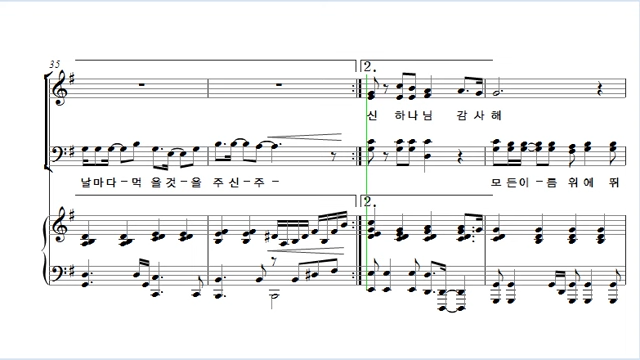 35
2.
신 하나님 감사해
날마다-먹 을것-을 주신-주-
모든이-름 위에 뛰
2.